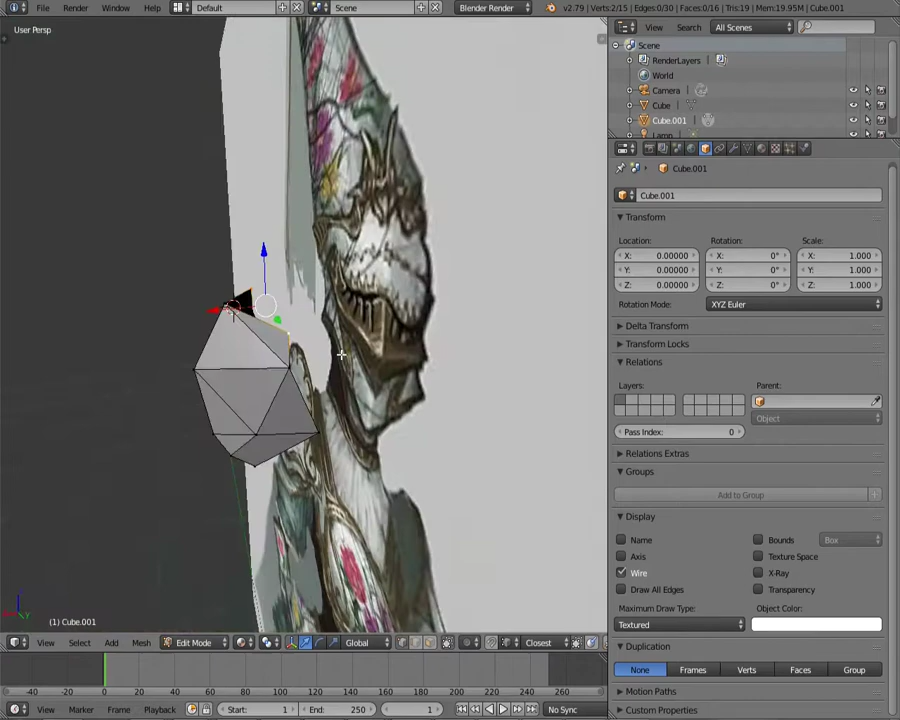 File Render Window Help Default Scene Blender Render v2.79 | Verts:2/15 | Edges:0/30 | Faces:0/16 | Tris:19 | Mem:19.95M | Cube.001
User Persp
View Search All Scenes
Scene
RenderLayers
World
Camera
Cube
Cube.001
Lamp
Cube.001
Cube.001
Transform
Location: Rotation: Scale:
X: 0.00000 X: 0° X: 1.000
Y: 0.00000 Y: 0° Y: 1.000
Z: 0.00000 Z: 0° Z: 1.000
Rotation Mode: XYZ Euler
Delta Transform
Transform Locks
Relations
Layers: Parent:
Object
Pass Index: 0
Relations Extras
Groups
Add to Group
Display
Name Bounds Box
Axis Texture Space
Wire X-Ray
Draw All Edges Transparency
Maximum Draw Type: Object Color:
Textured
Duplication
None Frames Verts Faces Group
Motion Paths
Custom Properties
(1) Cube.001
View Select Add Mesh Edit Mode Global Closest
-40 -20 0 20 40 60 80 100 120 140 160 180 200 220 240 260
View Marker Frame Playback Start: 1 End: 250 1 No Sync